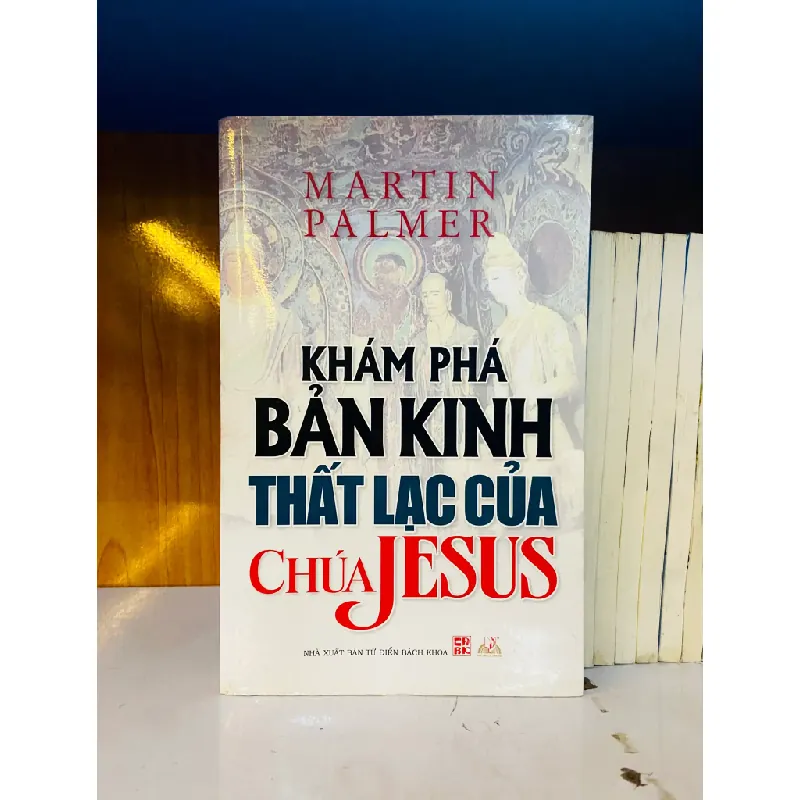 MARTIN
PALMER
KHÁM PHÁ
BẢN KINH
THẤT LẠC CỦA
CHÚA JESUS
NHÀ XUẤT BẢN TỪ ĐIỂN BÁCH KHOA